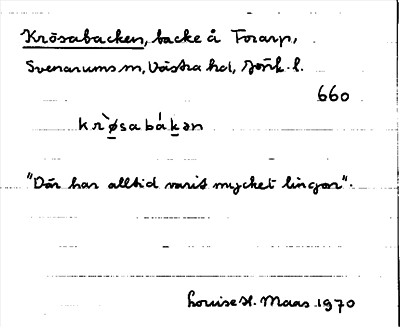 Krösabacken, backe å Torarp,
Svenarums sn, Västra hd, Jönk. l.
660
krø̀sabákən
"Där har alltid varit mycket lingon".
Louise H. Maas 1970